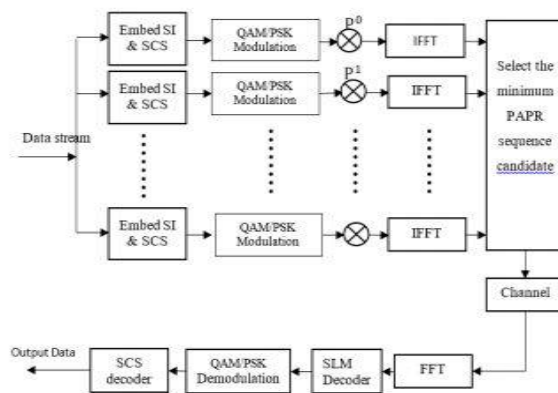 Embed SI
& SCS
QAM/PSK
Modulation
P0
IFFT
Embed SI
& SCS
QAM/PSK
Modulation
P1
IFFT
Select the
minimum
PAPR
sequence
candidate
Data stream
Embed SI
& SCS
QAM/PSK
Modulation
IFFT
Channel
Output Data
SCS
decoder
QAM/PSK
Demodulation
SLM
Decoder
FFT